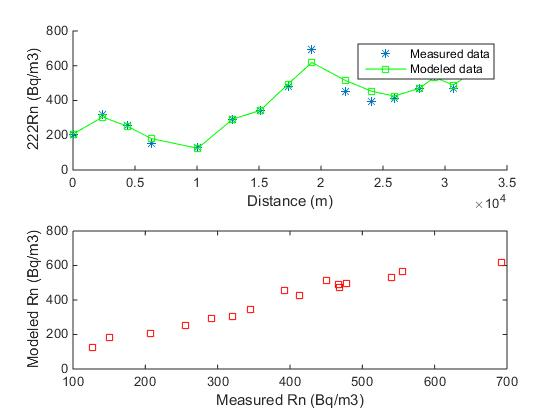 800
600
400
200
0
222Rn (Bq/m3)
Measured data
Modeled data
0 0.5 1 1.5 2 2.5 3 3.5
Distance (m)
×10^4
800
600
400
200
0
Modeled Rn (Bq/m3)
100 200 300 400 500 600 700
Measured Rn (Bq/m3)